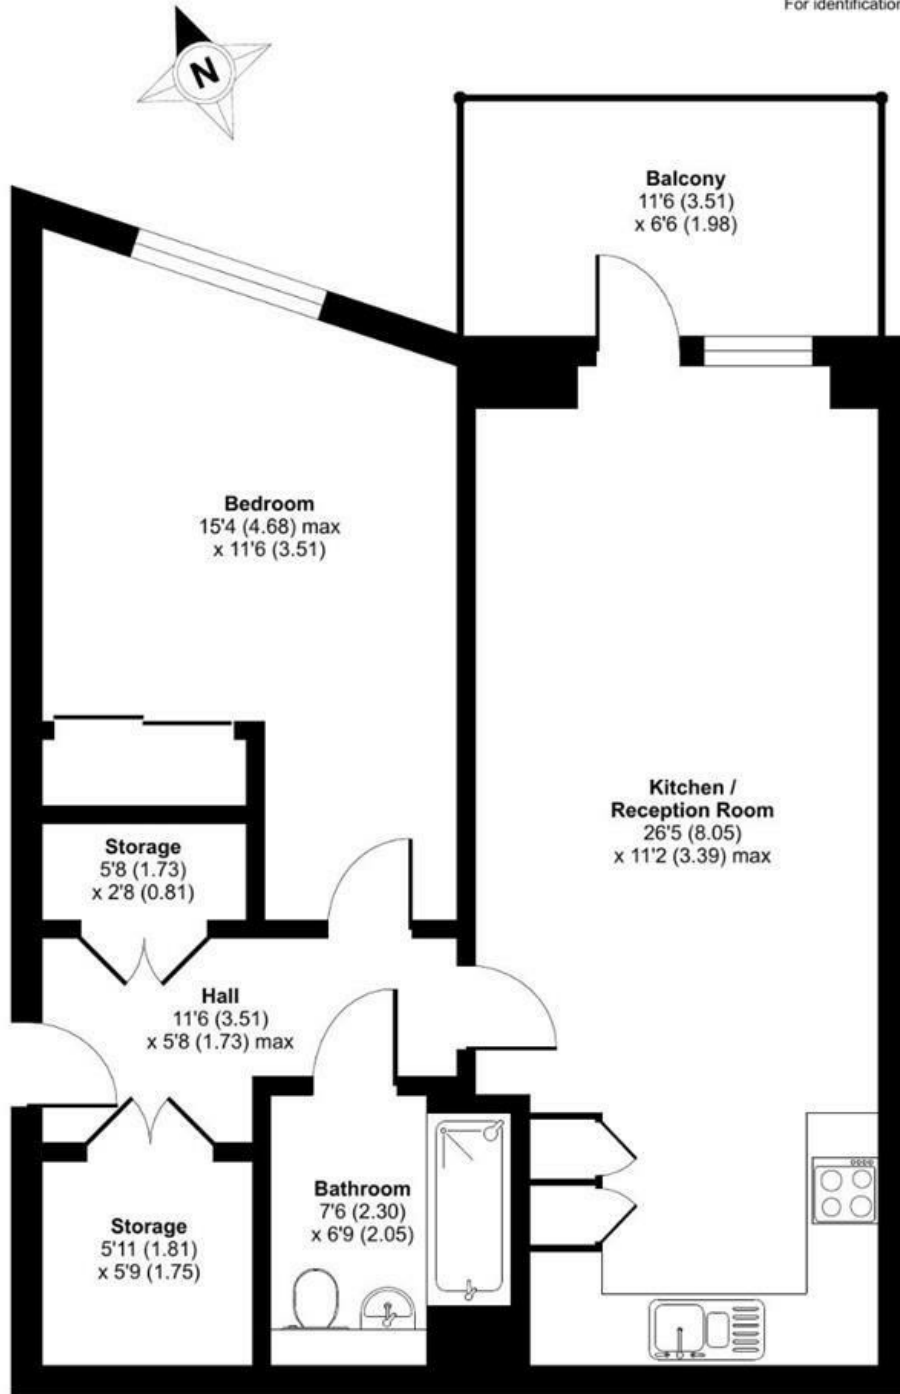 For identification
N
Balcony
11'6 (3.51)
x 6'6 (1.98)
Bedroom
15'4 (4.68) max
x 11'6 (3.51)
Kitchen /
Reception Room
26'5 (8.05)
x 11'2 (3.39) max
Storage
5'8 (1.73)
x 2'8 (0.81)
Hall
11'6 (3.51)
x 5'8 (1.73) max
Bathroom
7'6 (2.30)
x 6'9 (2.05)
Storage
5'11 (1.81)
x 5'9 (1.75)